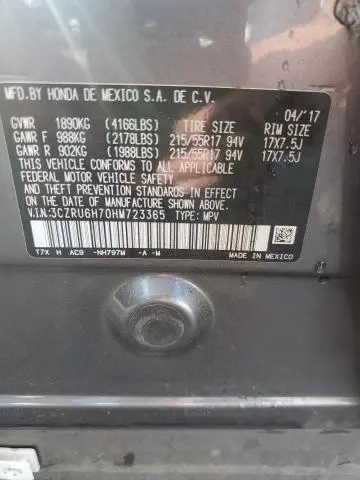 MFD.BY HONDA DE MEXICO S.A. DE C.V.
04/'17
GVWR 1890KG (4166LBS) TIRE SIZE RIM SIZE
GAWR F 988KG (2178LBS) 215/55R17 94V 17X7.5J
GAWR R 902KG (1988LBS) 215/55R17 94V 17X7.5J
THIS VEHICLE CONFORMS TO ALL APPLICABLE
FEDERAL MOTOR VEHICLE SAFETY, BUMPER, AND
THEFT PREVENTION STANDARDS IN EFFECT
ON THE DATE OF MANUFACTURE SHOWN ABOVE.
V.I.N:3CZRU6H70HM723365 TYPE: MPV
T7X H AC9 -NH797M -A -M
MADE IN MEXICO